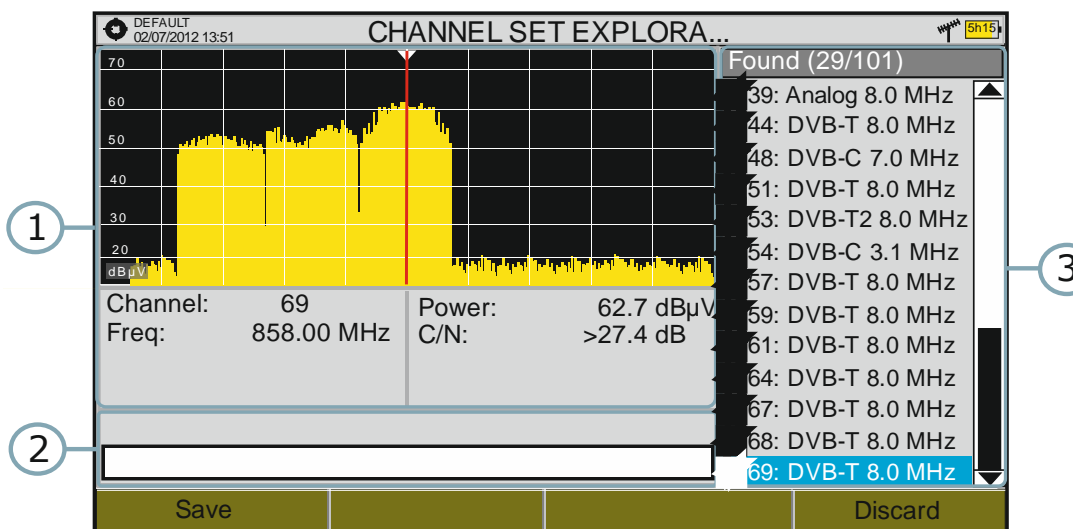 DEFAULT
02/07/2012 13:51
CHANNEL SET EXPLORA...
5h15
70
60
50
40
30
20
dBµV
Channel: 69
Freq: 858.00 MHz
Power: 62.7 dBµV
C/N: >27.4 dB
Found (29/101)
39: Analog 8.0 MHz
44: DVB-T 8.0 MHz
48: DVB-C 7.0 MHz
51: DVB-T 8.0 MHz
53: DVB-T2 8.0 MHz
54: DVB-C 3.1 MHz
57: DVB-T 8.0 MHz
59: DVB-T 8.0 MHz
61: DVB-T 8.0 MHz
64: DVB-T 8.0 MHz
67: DVB-T 8.0 MHz
68: DVB-T 8.0 MHz
69: DVB-T 8.0 MHz
Save
Discard
1
2
3